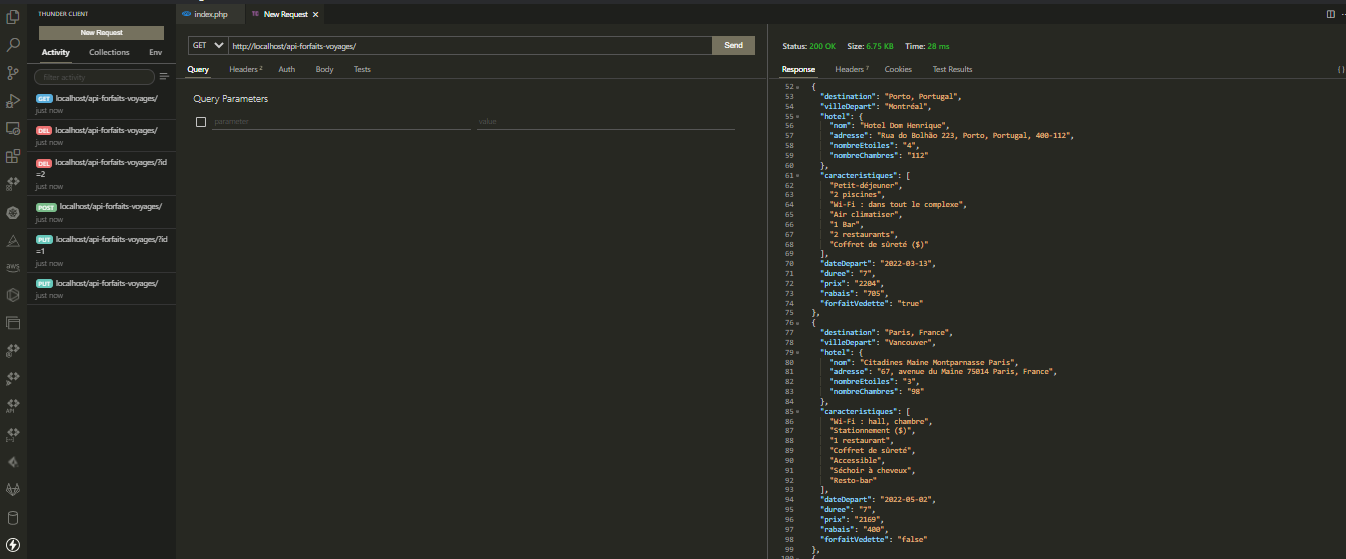 THUNDER CLIENT
New Request
Activity
Collections
Env
filter activity
GET localhost/api-forfaits-voyages/
just now
DEL localhost/api-forfaits-voyages/
just now
DEL localhost/api-forfaits-voyages/?id
=2
just now
POST localhost/api-forfaits-voyages/
just now
PUT localhost/api-forfaits-voyages/?id
=1
just now
PUT localhost/api-forfaits-voyages/
just now
aws
API
index.php
TC New Request
GET
http://localhost/api-forfaits-voyages/
Send
Query
Headers 2
Auth
Body
Tests
Query Parameters
parameter
value
Status: 200 OK Size: 6.75 KB Time: 28 ms
Response
Headers 7
Cookies
Test Results
{}
52 {
53 "destination": "Porto, Portugal",
54 "villeDepart": "Montréal",
55 "hotel": {
56 "nom": "Hotel Dom Henrique",
57 "adresse": "Rua do Bolhão 223, Porto, Portugal, 400-112",
58 "nombreEtoiles": "4",
59 "nombreChambres": "112"
60 },
61 "caracteristiques": [
62 "Petit-déjeuner",
63 "2 piscines",
64 "Wi-Fi : dans tout le complexe",
65 "Air climatiser",
66 "1 Bar",
67 "2 restaurants",
68 "Coffret de sûreté ($)"
69 ],
70 "dateDepart": "2022-03-13",
71 "duree": "7",
72 "prix": "2204",
73 "rabais": "705",
74 "forfaitVedette": "true"
75 },
76 {
77 "destination": "Paris, France",
78 "villeDepart": "Vancouver",
79 "hotel": {
80 "nom": "Citadines Maine Montparnasse Paris",
81 "adresse": "67, avenue du Maine 75014 Paris, France",
82 "nombreEtoiles": "3",
83 "nombreChambres": "98"
84 },
85 "caracteristiques": [
86 "Wi-Fi : hall, chambre",
87 "Stationnement ($)",
88 "1 restaurant",
89 "Coffret de sûreté",
90 "Accessible",
91 "Séchoir à cheveux",
92 "Resto-bar"
93 ],
94 "dateDepart": "2022-05-02",
95 "duree": "7",
96 "prix": "2169",
97 "rabais": "400",
98 "forfaitVedette": "false"
99 },